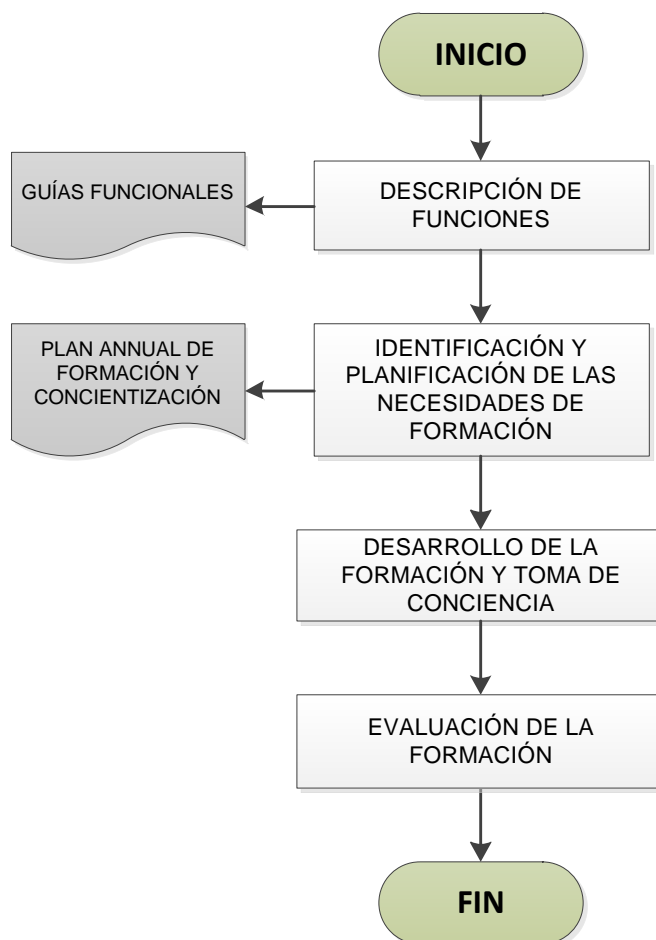 INICIO
GUÍAS FUNCIONALES
DESCRIPCIÓN DE
FUNCIONES
PLAN ANNUAL DE
FORMACIÓN Y
CONCIENTIZACIÓN
IDENTIFICACIÓN Y
PLANIFICACIÓN DE LAS
NECESIDADES DE
FORMACIÓN
DESARROLLO DE LA
FORMACIÓN Y TOMA DE
CONCIENCIA
EVALUACIÓN DE LA
FORMACIÓN
FIN